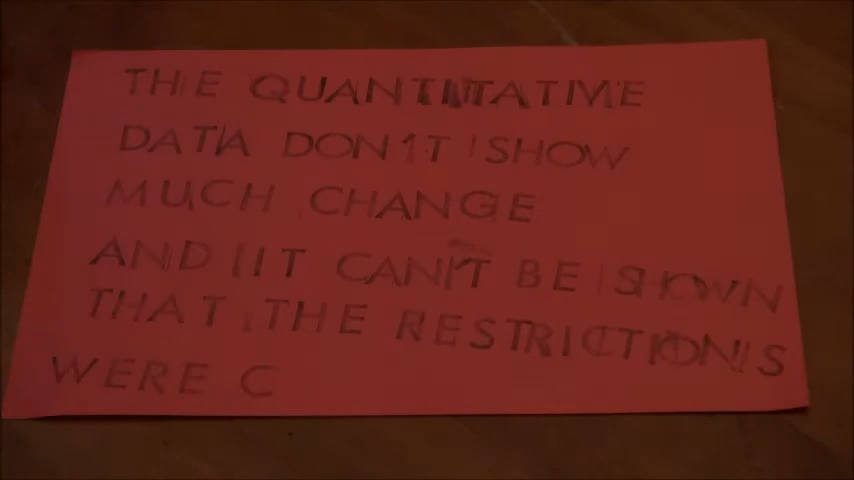 THE QUANTITATIVE
DATA DON'T SHOW
MUCH CHANGE
AND IT CAN'T BE SHOWN
THAT THE RESTRICTIONS
WERE C